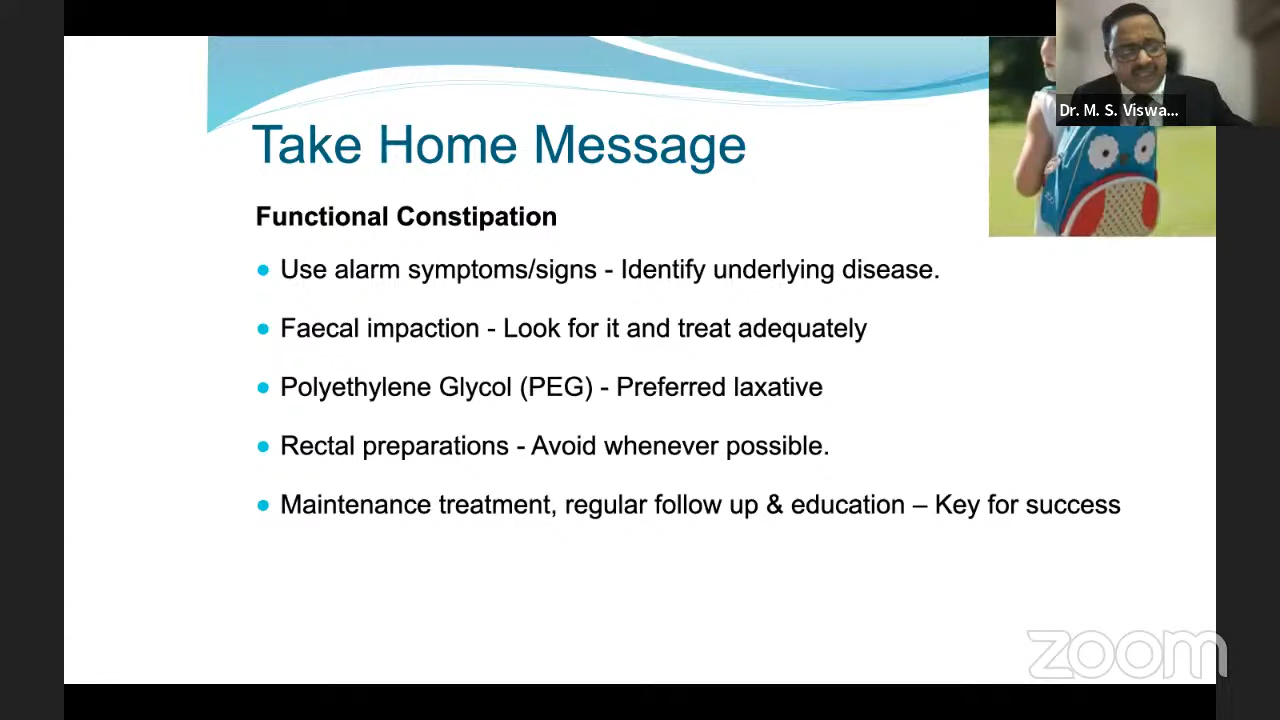 Dr. M. S. Viswa...
Take Home Message
Functional Constipation
• Use alarm symptoms/signs - Identify underlying disease.
• Faecal impaction - Look for it and treat adequately
• Polyethylene Glycol (PEG) - Preferred laxative
• Rectal preparations - Avoid whenever possible.
• Maintenance treatment, regular follow up & education – Key for success
zoom